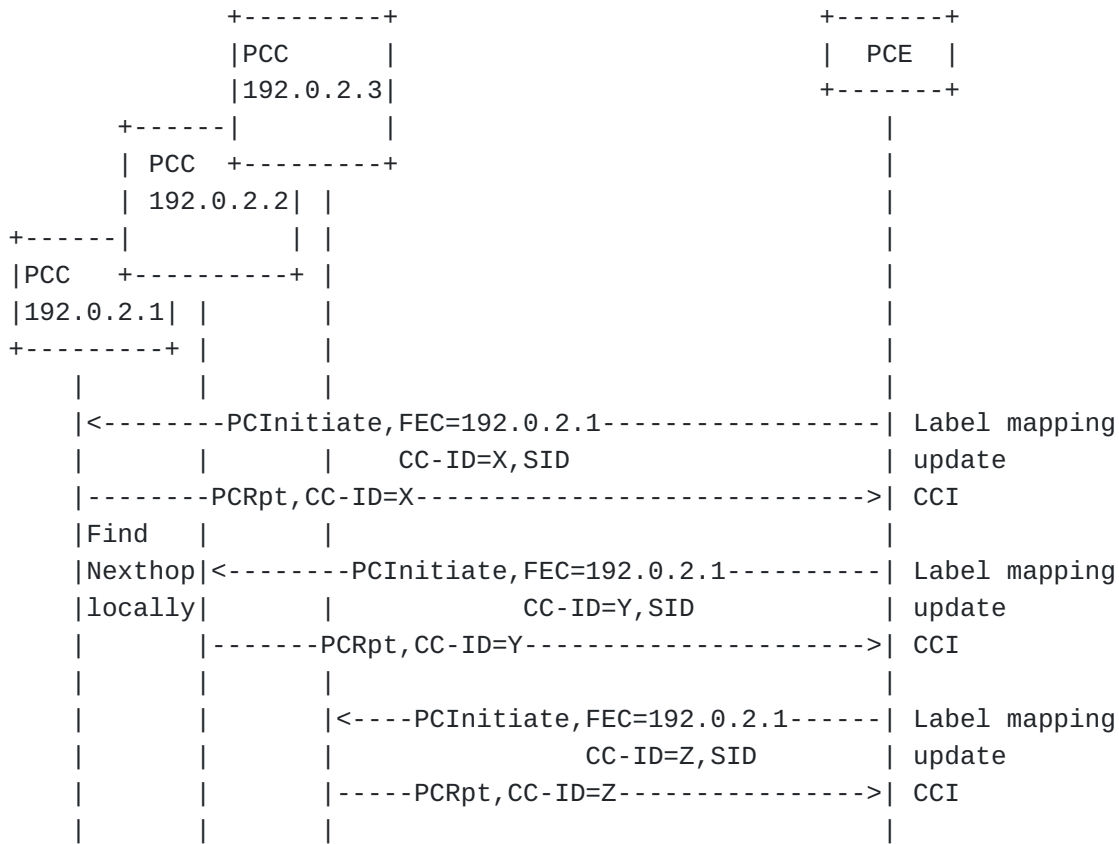 +---------+                           +-------+
|PCC      |                           |  PCE  |
|192.0.2.3|                           +-------+
+------|         |                               |
| PCC  +---------+                               |
| 192.0.2.2| |                                   |
+------|          | |                                   |
|PCC   +----------+ |                                   |
|192.0.2.1| |       |                                   |
+---------+ |       |                                   |
|       |       |                                   |
|<--------PCInitiate,FEC=192.0.2.1------------------| Label mapping
|       |       |    CC-ID=X,SID                    | update
|--------PCRpt,CC-ID=X----------------------------->| CCI
|Find   |       |                                   |
|Nexthop|<--------PCInitiate,FEC=192.0.2.1----------| Label mapping
|locally|       |            CC-ID=Y,SID            | update
|       |-------PCRpt,CC-ID=Y---------------------->| CCI
|       |       |                                   |
|       |       |<----PCInitiate,FEC=192.0.2.1------| Label mapping
|       |       |                CC-ID=Z,SID        | update
|       |       |-----PCRpt,CC-ID=Z---------------->| CCI
|       |       |                                   |